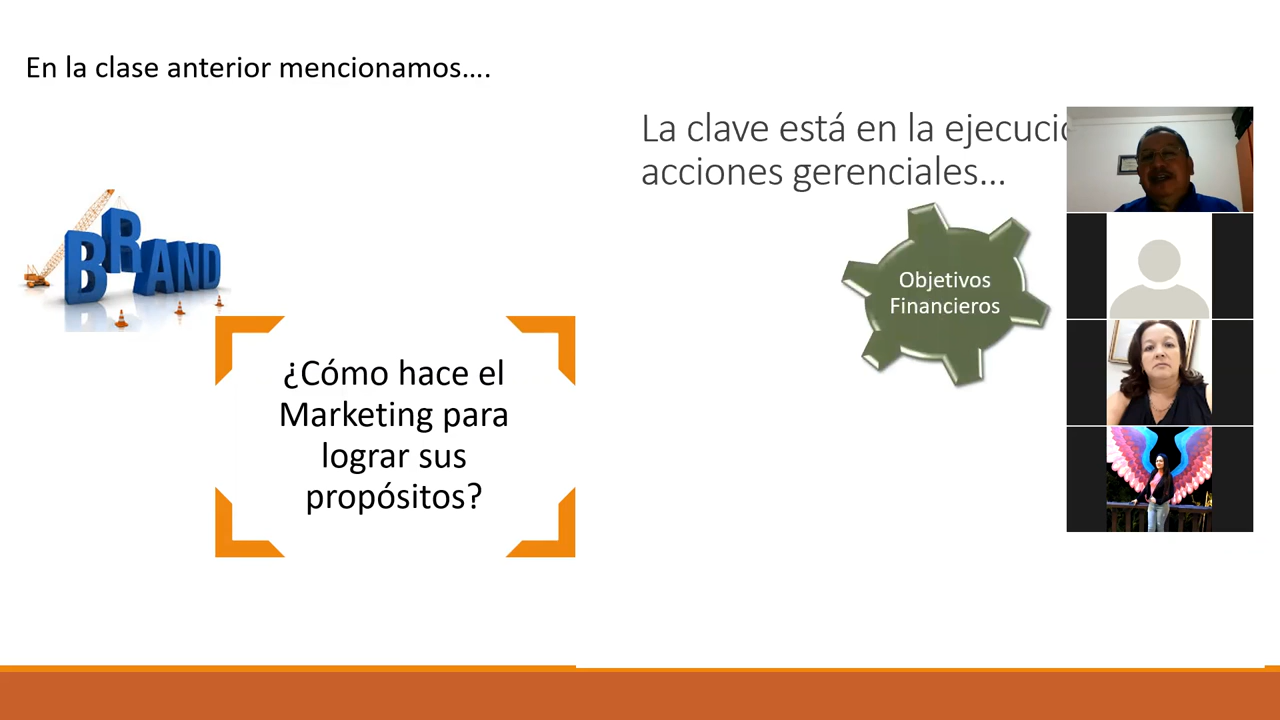 En la clase anterior mencionamos....
BRAND
¿Cómo hace el
Marketing para
lograr sus
propósitos?
La clave está en la
acciones gerenciales...
Objetivos
Financieros